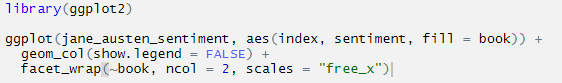 library(ggplot2)
ggplot(jane_austen_sentiment, aes(index, sentiment, fill = book)) +
  geom_col(show.legend = FALSE) +
  facet_wrap(~book, ncol = 2, scales = "free_x")